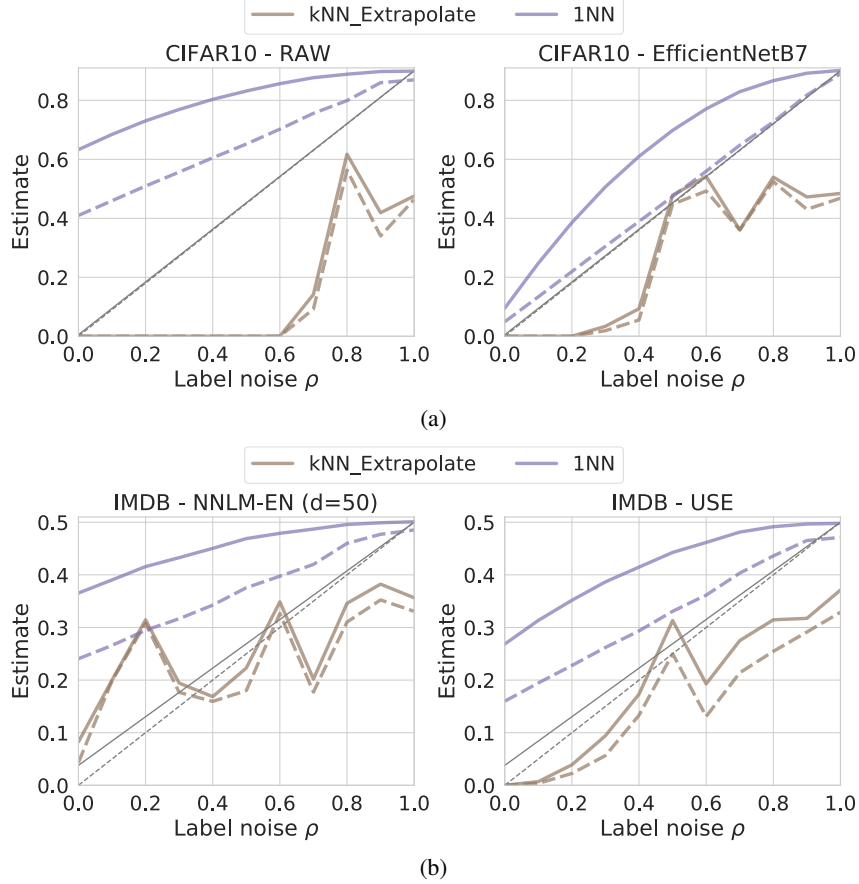 kNN_Extrapolate 1NN
CIFAR10 - RAW
CIFAR10 - EfficientNetB7
Estimate
0.8
0.6
0.4
0.2
0.0
0.0 0.2 0.4 0.6 0.8 1.0
Label noise ρ
Estimate
0.8
0.6
0.4
0.2
0.0
0.0 0.2 0.4 0.6 0.8 1.0
Label noise ρ
(a)
kNN_Extrapolate 1NN
IMDB - NNLM-EN (d=50)
IMDB - USE
Estimate
0.5
0.4
0.3
0.2
0.1
0.0
0.0 0.2 0.4 0.6 0.8 1.0
Label noise ρ
Estimate
0.5
0.4
0.3
0.2
0.1
0.0
0.0 0.2 0.4 0.6 0.8 1.0
Label noise ρ
(b)